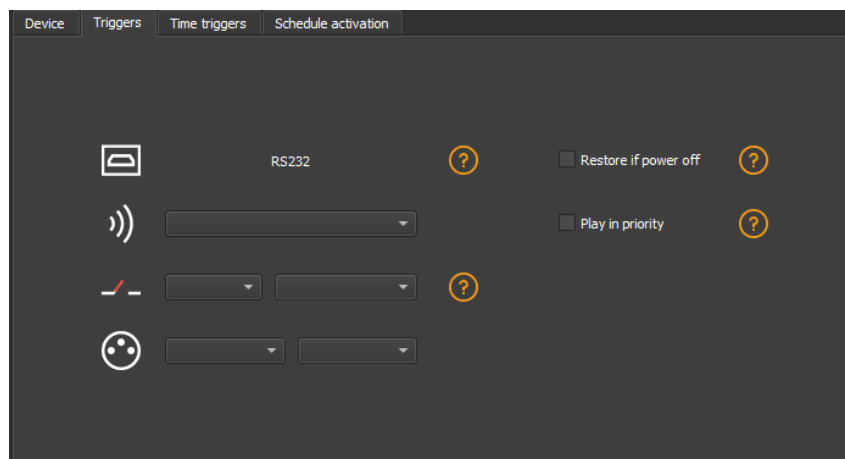 Device Triggers Time triggers Schedule activation
RS232 ? Restore if power off ?
Play in priority ?
?